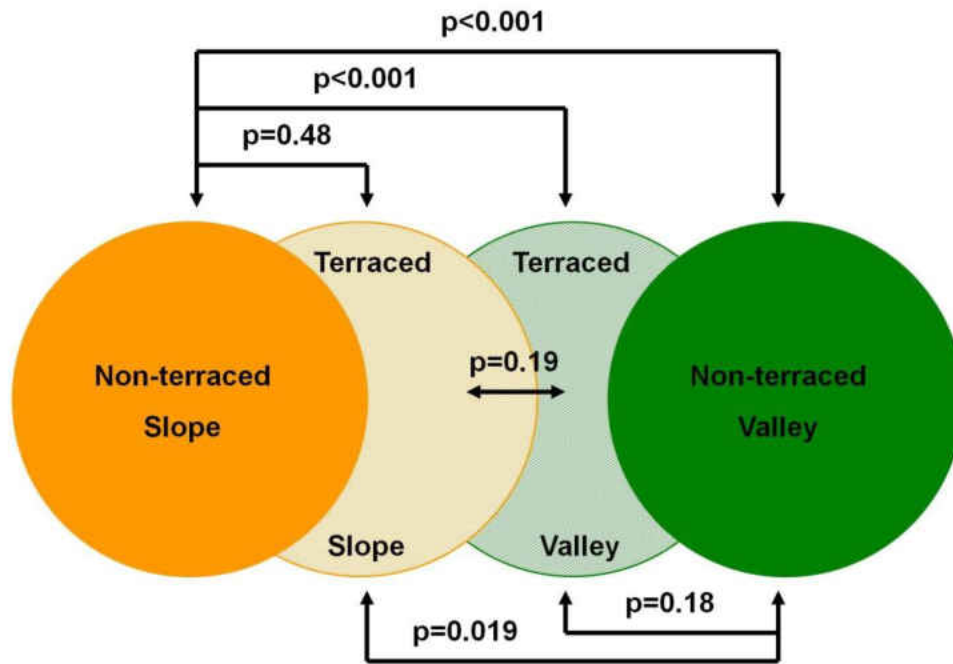 p<0.001
p<0.001
p=0.48
Terraced
Terraced
p=0.19
Non-terraced
Slope
Non-terraced
Valley
Slope
Valley
p=0.18
p=0.019